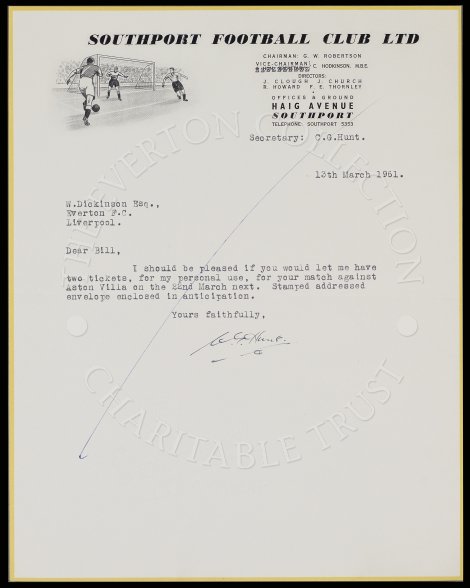 SOUTHPORT FOOTBALL CLUB LTD
CHAIRMAN: G. W. ROBERTSON
VICE-CHAIRMAN: C. HODKINSON, M.B.E.
DIRECTORS:
J. CLOUGH J. CHURCH
R. HOWARD F. E. THORNLEY
OFFICES & GROUND
HAIG AVENUE
SOUTHPORT
TELEPHONE: SOUTHPORT 5353
Secretary: C.G.Hunt.
13th March 1961.
W.Dickinson Esq.,
Everton F.C.
Liverpool.
Dear Bill,
I should be pleased if you would let me have
two tickets, for my personal use, for your match against
Aston Villa on the 22nd March next. Stamped addressed
envelope enclosed in anticipation.
Yours faithfully,
C.G.Hunt.
THE EVERTON COLLECTION
CHARITABLE TRUST